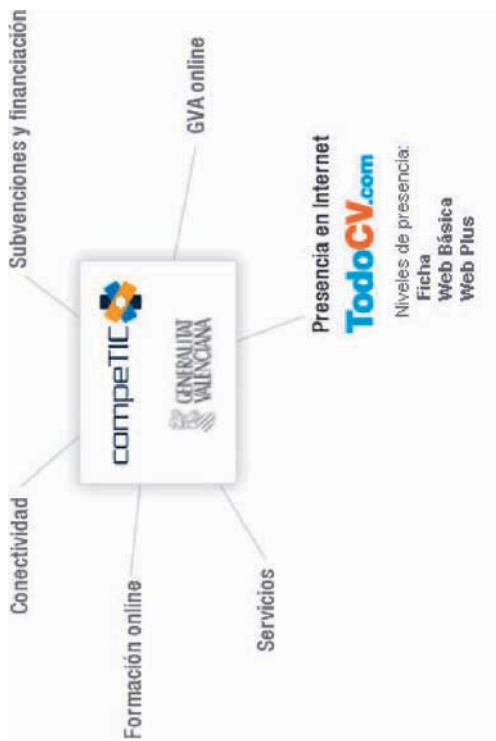 Conectividad
Subvenciones y financiación
Formación online
competIC
GENERALITAT
VALENCIANA
GVA online
Servicios
Presencia en Internet
TodoCV.com
Niveles de presencia:
Ficha
Web Básica
Web Plus